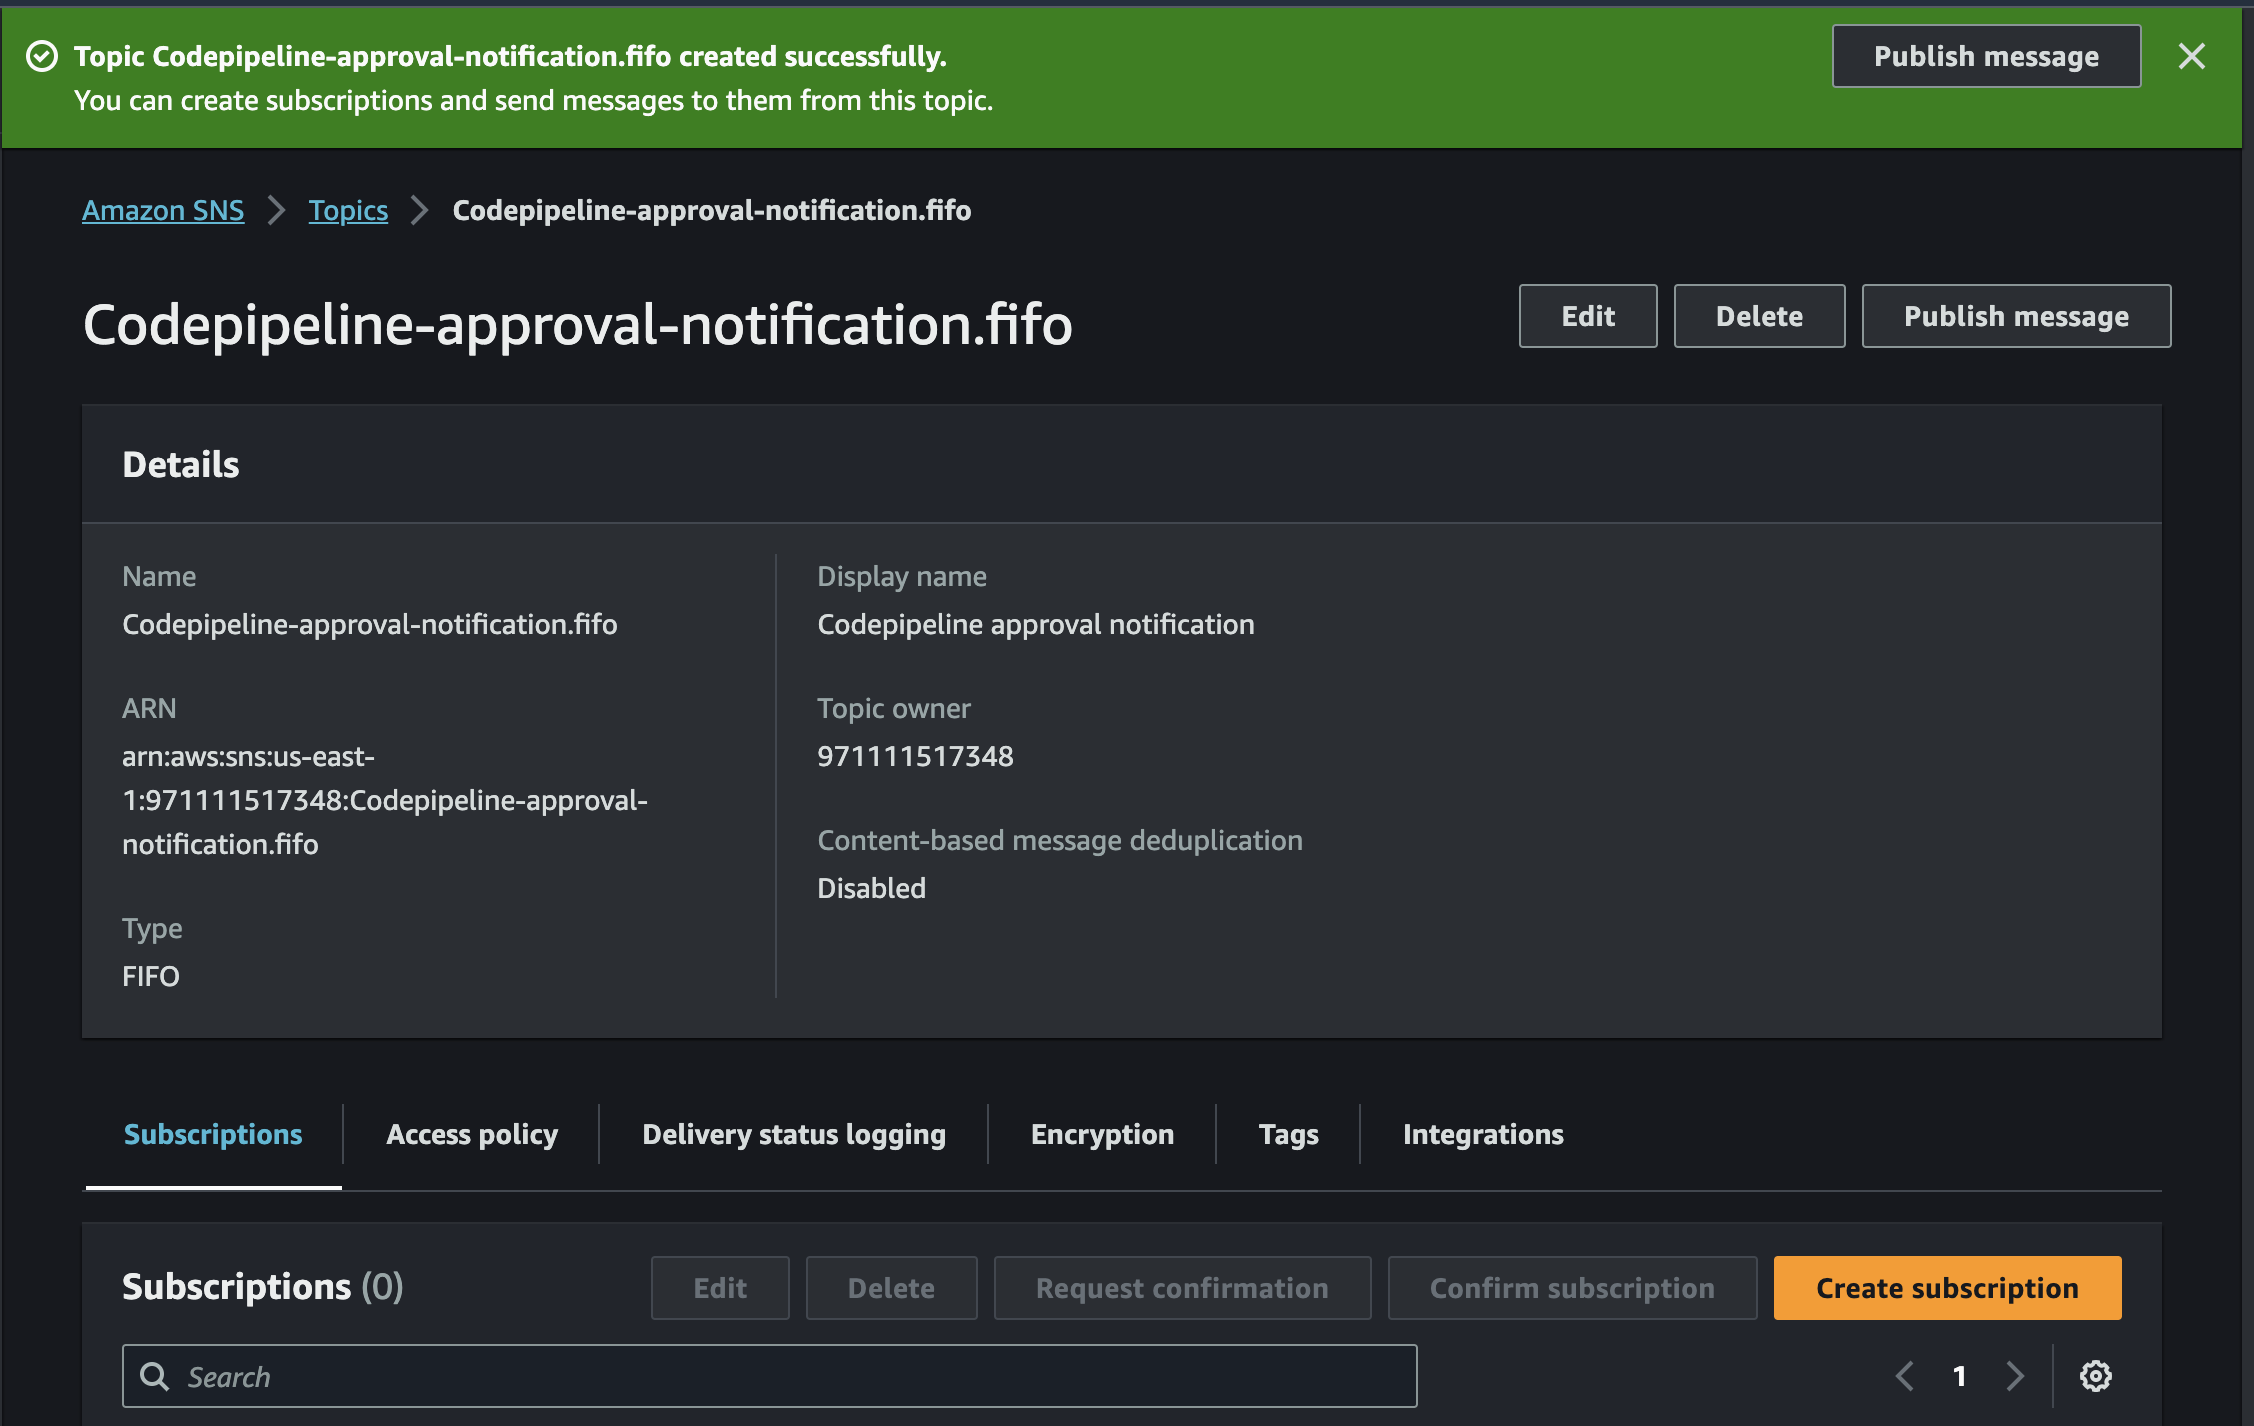 Topic Codepipeline-approval-notification.fifo created successfully.
You can create subscriptions and send messages to them from this topic.
Publish message
Amazon SNS
Topics
Codepipeline-approval-notification.fifo
Codepipeline-approval-notification.fifo
Edit
Delete
Publish message
Details
Name
Codepipeline-approval-notification.fifo
ARN
arn:aws:sns:us-east-
1:971111517348:Codepipeline-approval-
notification.fifo
Type
FIFO
Display name
Codepipeline approval notification
Topic owner
971111517348
Content-based message deduplication
Disabled
Subscriptions
Access policy
Delivery status logging
Encryption
Tags
Integrations
Subscriptions (0)
Edit
Delete
Request confirmation
Confirm subscription
Create subscription
Search
1